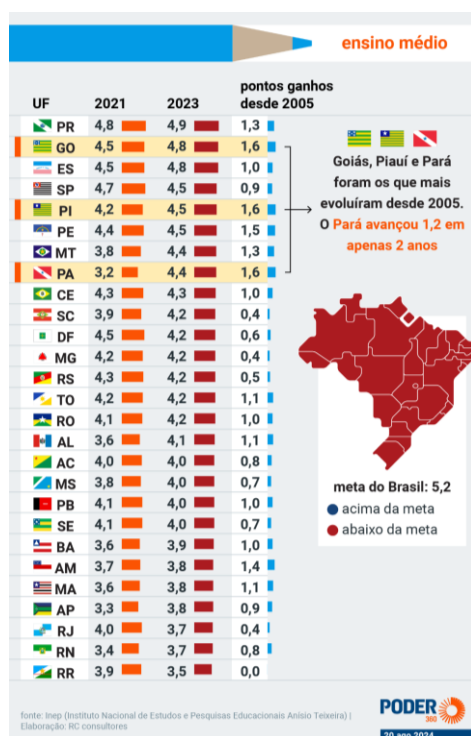 ensino médio
UF 2021 2023 pontos ganhos desde 2005
PR 4,8 4,9 1,3
GO 4,5 4,8 1,6
ES 4,5 4,8 1,0
SP 4,7 4,5 0,9
PI 4,2 4,5 1,6
PE 4,4 4,5 1,5
MT 3,8 4,4 1,3
PA 3,2 4,4 1,6
CE 4,3 4,3 1,0
SC 3,9 4,2 0,4
DF 4,5 4,2 0,6
MG 4,2 4,2 0,4
RS 4,3 4,2 0,5
TO 4,2 4,2 1,1
RO 4,1 4,2 1,0
AL 3,6 4,1 1,1
AC 4,0 4,0 0,8
MS 3,8 4,0 0,7
PB 4,1 4,0 1,0
SE 4,1 4,0 0,7
BA 3,6 3,9 1,0
AM 3,7 3,8 1,4
MA 3,6 3,8 1,1
AP 3,3 3,8 0,9
RJ 4,0 3,7 0,4
RN 3,4 3,7 0,8
RR 3,9 3,5 0,0
Goiás, Piauí e Pará
foram os que mais
evoluíram desde 2005.
O Pará avançou 1,2 em
apenas 2 anos
meta do Brasil: 5,2
acima da meta
abaixo da meta
fonte: Inep (Instituto Nacional de Estudos e Pesquisas Educacionais Anísio Teixeira) |
Elaboração: RC consultores
PODER
360
20.ago.2024